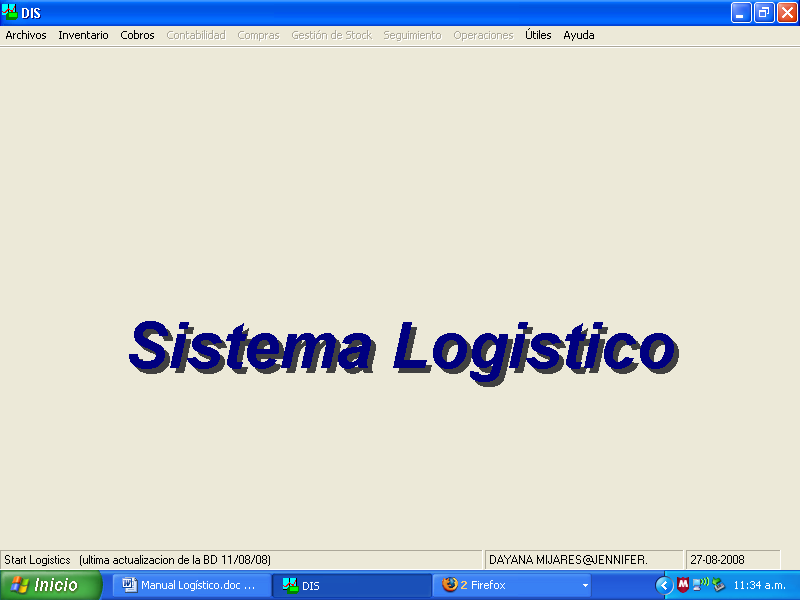 DIS
Archivos Inventario Cobros Contabilidad Compras Gestión de Stock Seguimiento Operaciones Útiles Ayuda
Sistema Logistico
Start Logistics (ultima actualizacion de la BD 11/08/08) DAYANA MIJARES@JENNIFER. 27-08-2008
Inicio Manual Logístico.doc ... DIS 2 Firefox 11:34 a.m.